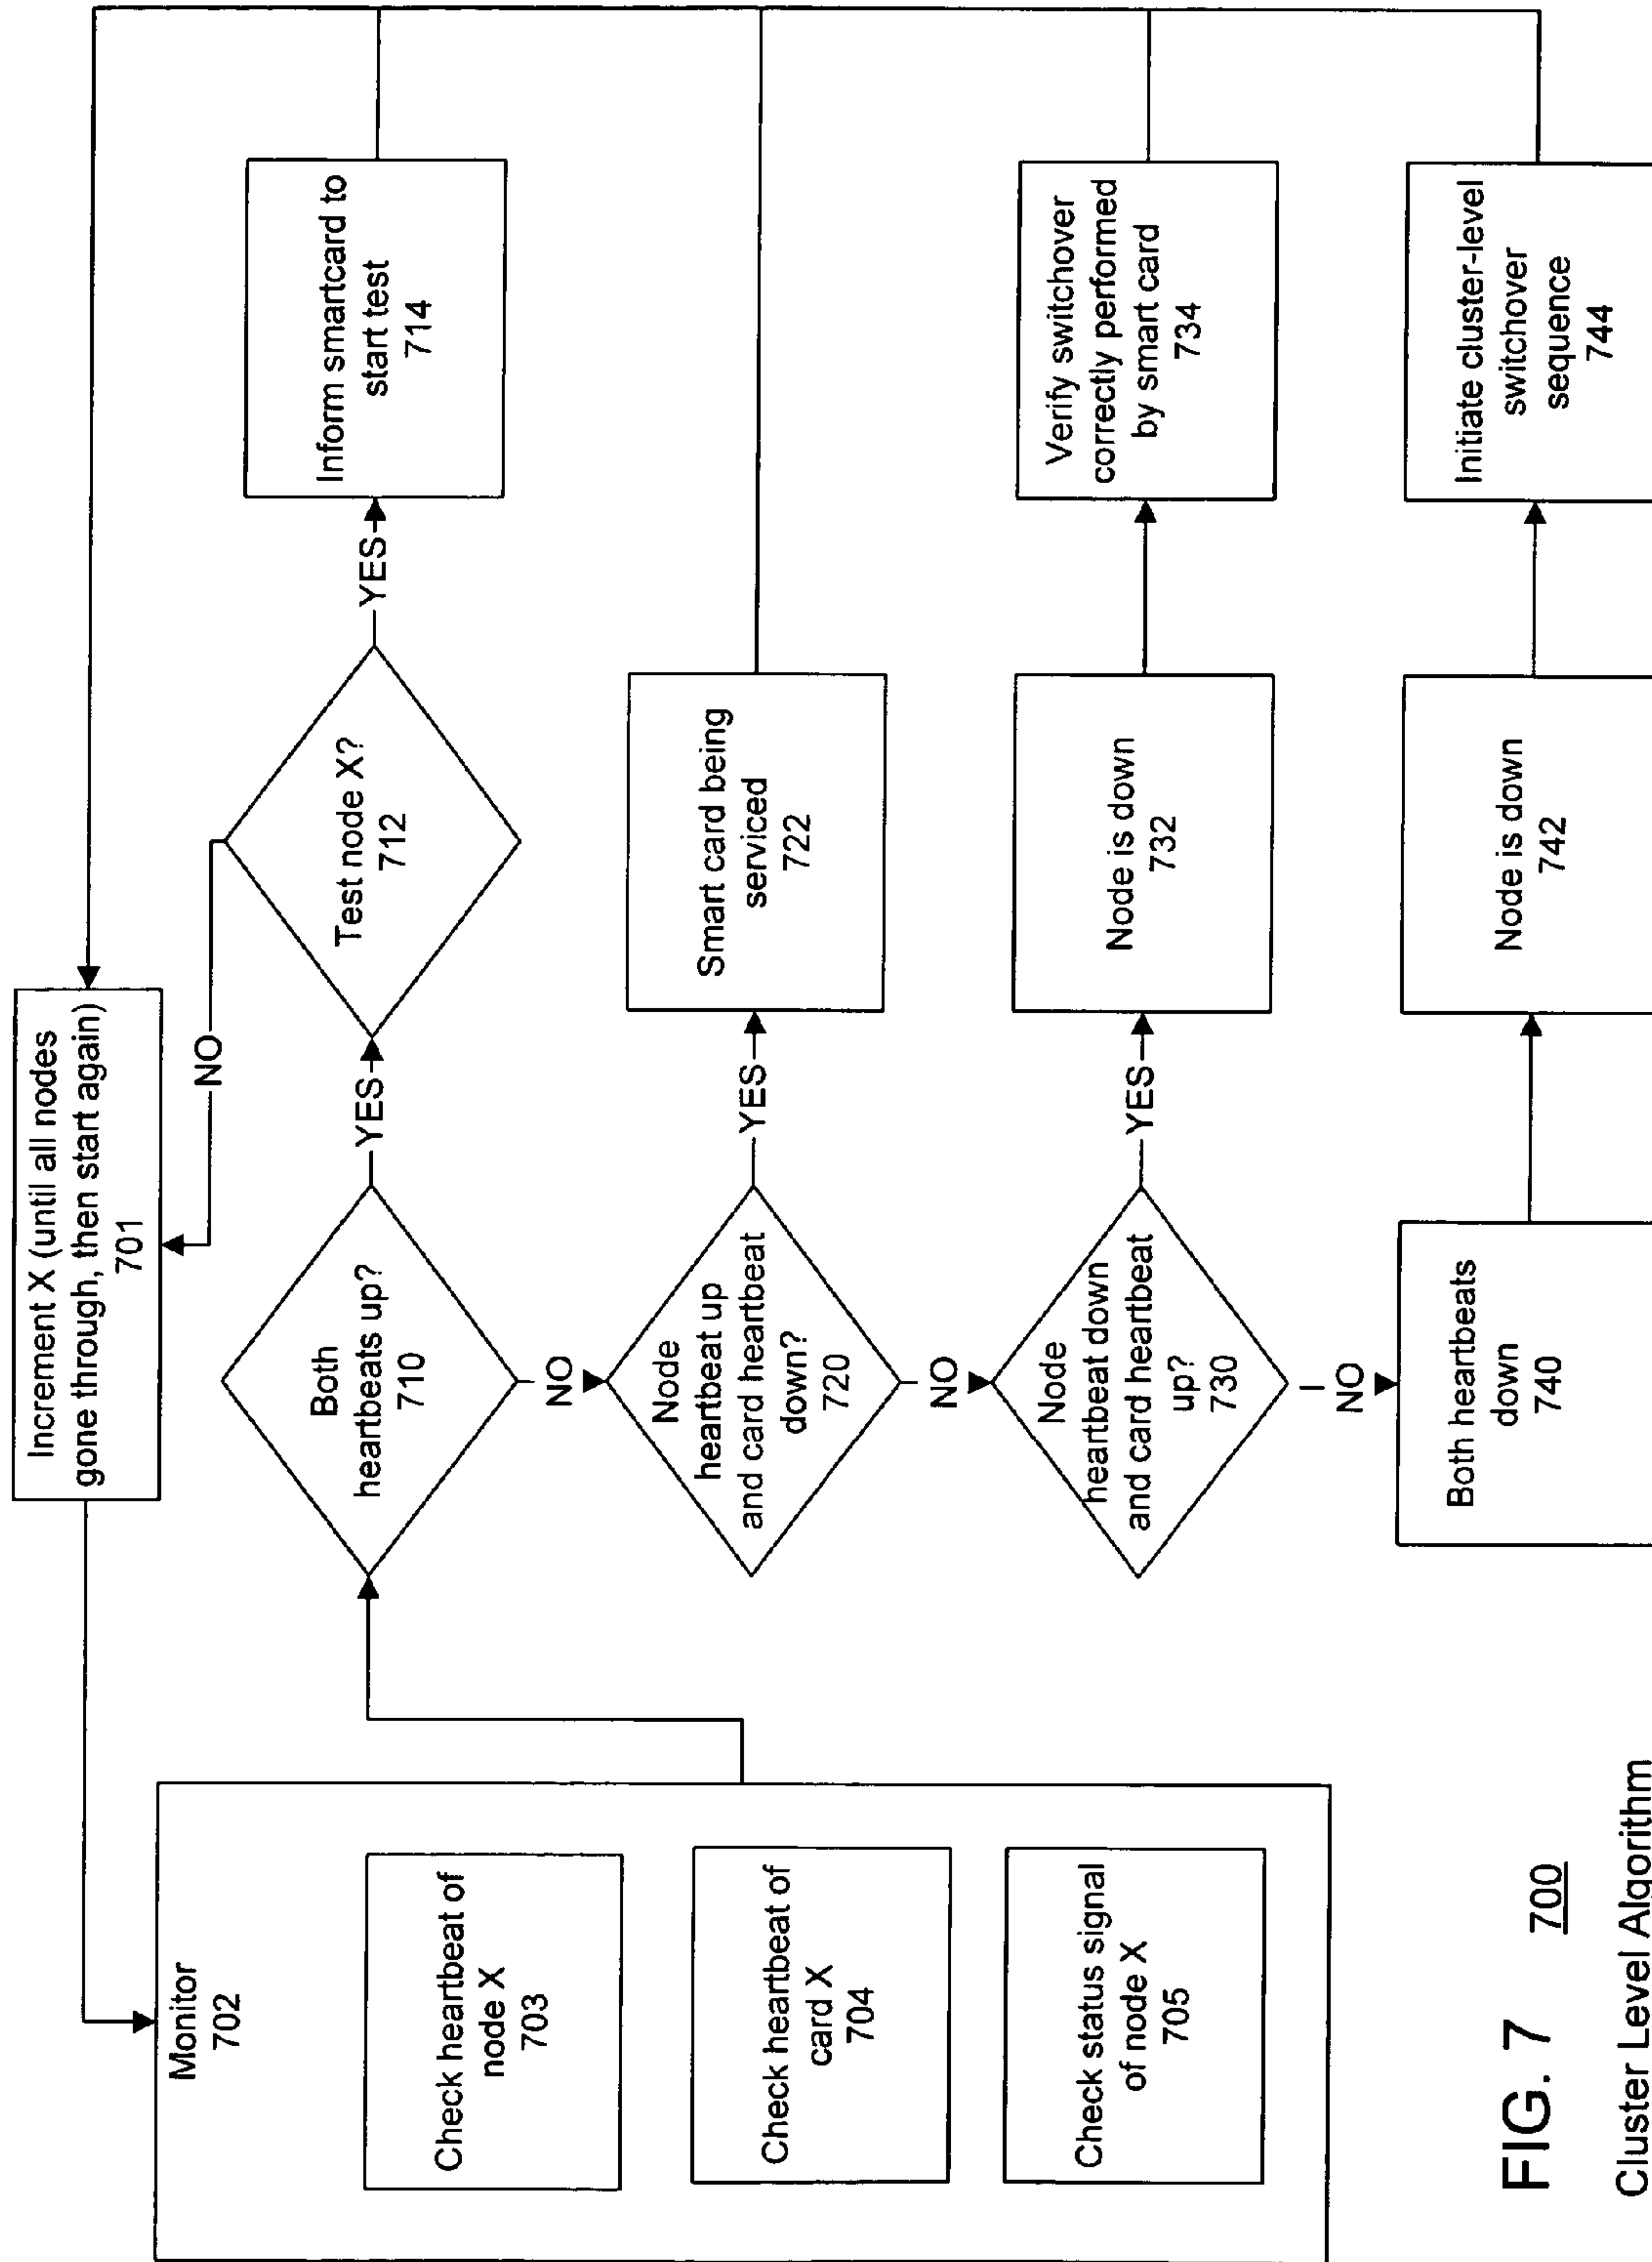 Increment X (until all nodes
gone through, then start again)
701
Monitor
702
Check heartbeat of
node X
703
Check heartbeat of
card X
704
Check status signal
of node X
705
Both
heartbeats up?
710
YES
Test node X?
712
NO
YES
Inform smartcard to
start test
714
NO
Node
heartbeat up
and card heartbeat
down?
720
YES
Smart card being
serviced
722
NO
Node
heartbeat down
and card heartbeat
up?
730
YES
Node is down
732
Verify switchover
correctly performed
by smart card
734
NO
Both heartbeats
down
740
Node is down
742
Initiate cluster-level
switchover
sequence
744
FIG. 7 700
Cluster Level Algorithm